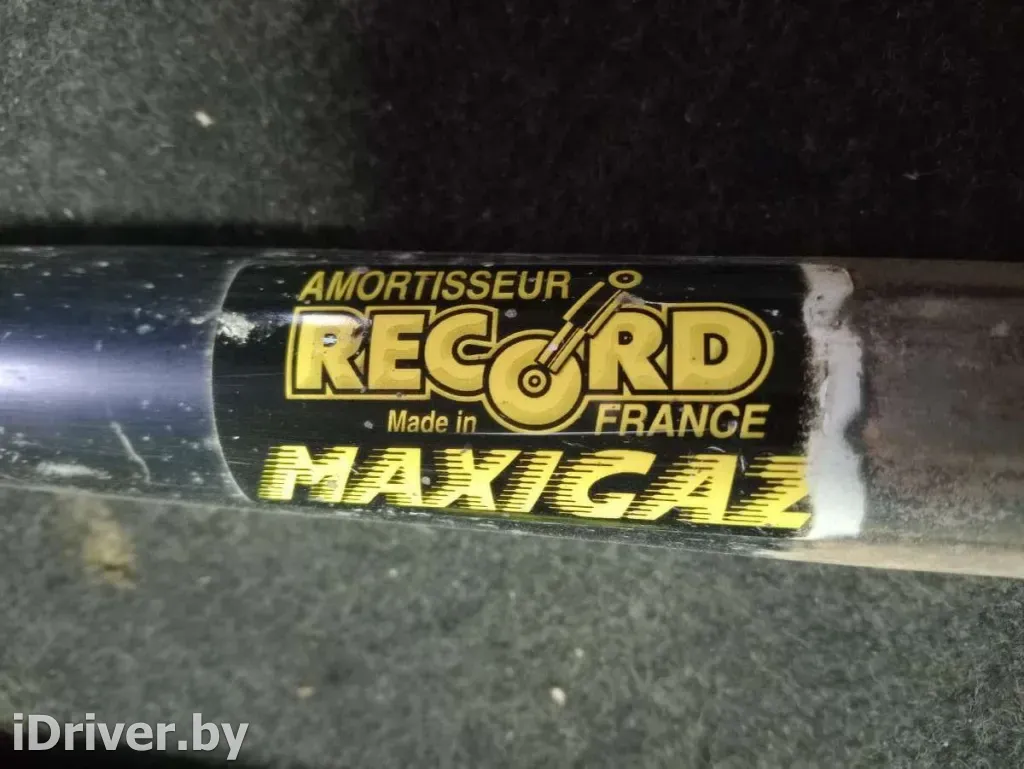 AMORTISSEUR
RECORD
Made in FRANCE
MAXIGAZ
iDriver.by